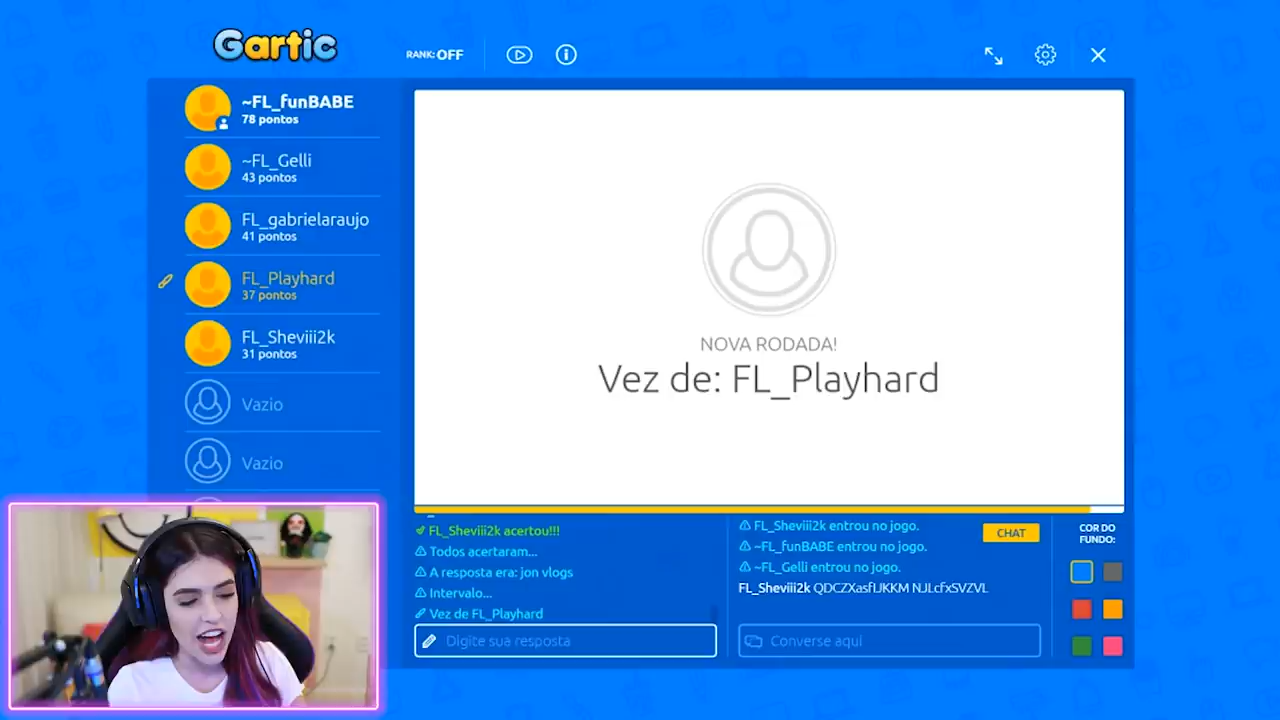 Gartic
RANK: OFF
~FL_funBABE
78 pontos
~FL_Gelli
43 pontos
FL_gabrielaraujo
41 pontos
FL_Playhard
37 pontos
FL_Sheviii2k
31 pontos
Vazio
Vazio
NOVA RODADA!
Vez de: FL_Playhard
FL_Sheviii2k acertou!!!
Todos acertaram...
A resposta era: jon vlogs
Intervalo...
Vez de FL_Playhard
Digite sua resposta
FL_Sheviii2k entrou no jogo.
~FL_funBABE entrou no jogo.
~FL_Gelli entrou no jogo.
FL_Sheviii2k
CHAT
Converse aqui
COR DO
FUNDO: